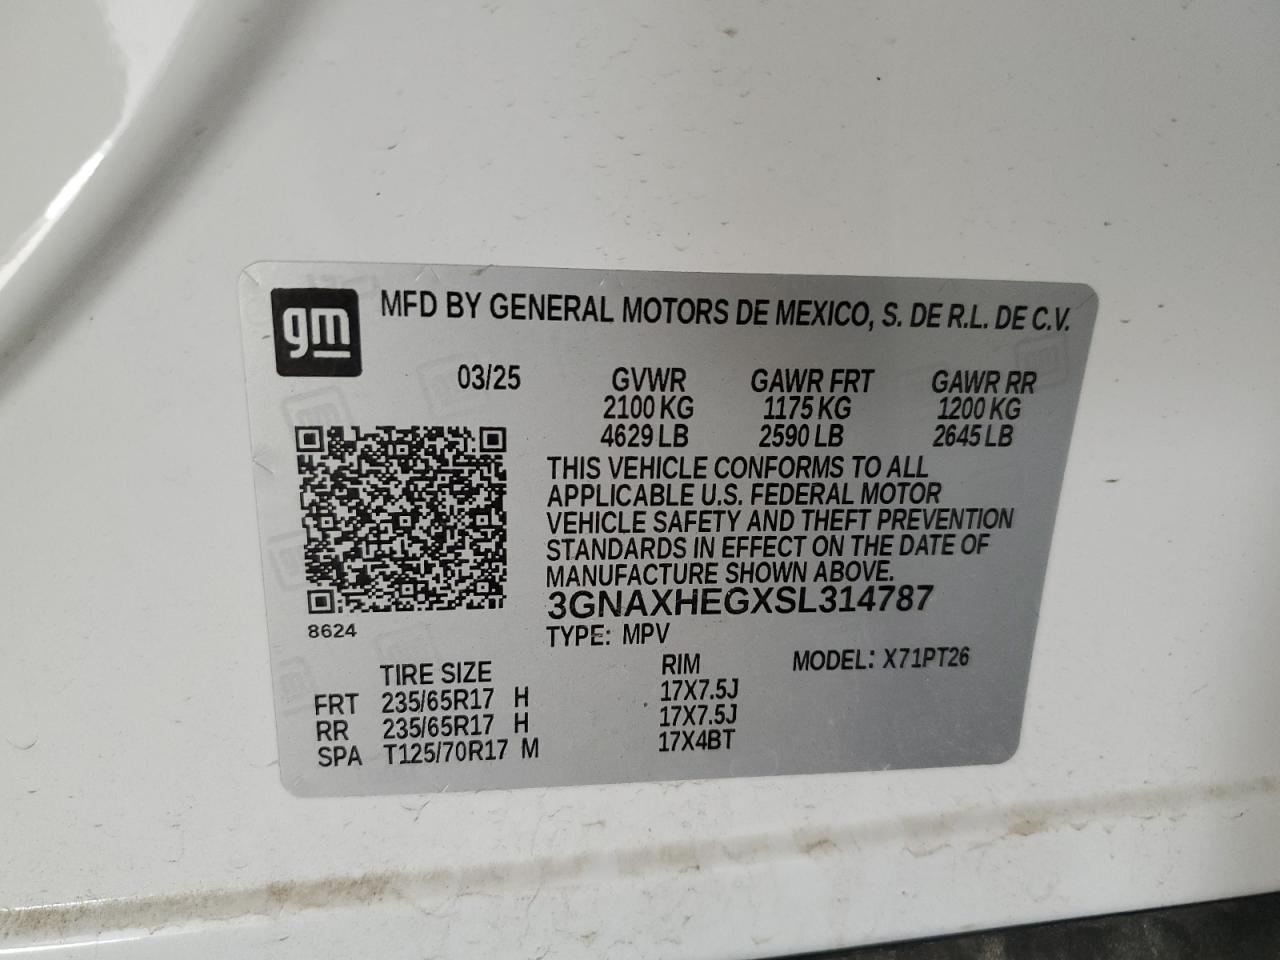 gm MFD BY GENERAL MOTORS DE MEXICO, S. DE R.L. DE C.V.
03/25 GVWR GAWR FRT GAWR RR
2100 KG 1175 KG 1200 KG
4629 LB 2590 LB 2645 LB
THIS VEHICLE CONFORMS TO ALL
APPLICABLE U.S. FEDERAL MOTOR
VEHICLE SAFETY AND THEFT PREVENTION
STANDARDS IN EFFECT ON THE DATE OF
MANUFACTURE SHOWN ABOVE.
3GNAXHEGXSL314787
8624
TYPE: MPV
TIRE SIZE RIM MODEL: X71PT26
FRT 235/65R17 H 17X7.5J
RR 235/65R17 H 17X7.5J
SPA T125/70R17 M 17X4BT